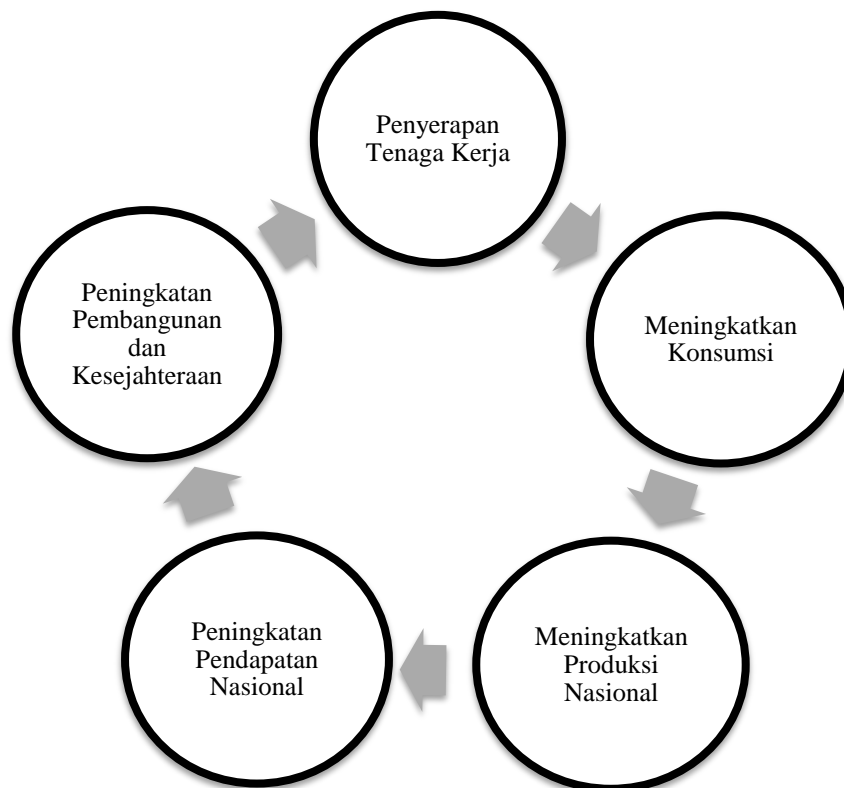 Penyerapan
Tenaga Kerja
Meningkatkan
Konsumsi
Meningkatkan
Produksi
Nasional
Peningkatan
Pendapatan
Nasional
Peningkatan
Pembangunan
dan
Kesejahteraan